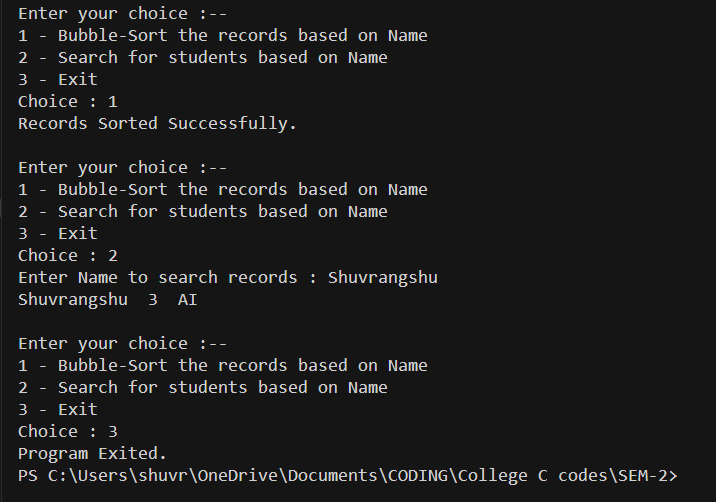 Enter your choice :--
1 - Bubble-Sort the records based on Name
2 - Search for students based on Name
3 - Exit
Choice : 1
Records Sorted Successfully.

Enter your choice :--
1 - Bubble-Sort the records based on Name
2 - Search for students based on Name
3 - Exit
Choice : 2
Enter Name to search records : Shuvrangshu
Shuvrangshu  3  AI

Enter your choice :--
1 - Bubble-Sort the records based on Name
2 - Search for students based on Name
3 - Exit
Choice : 3
Program Exited.
PS C:\Users\shuvr\OneDrive\Documents\CODING\College C codes\SEM-2>